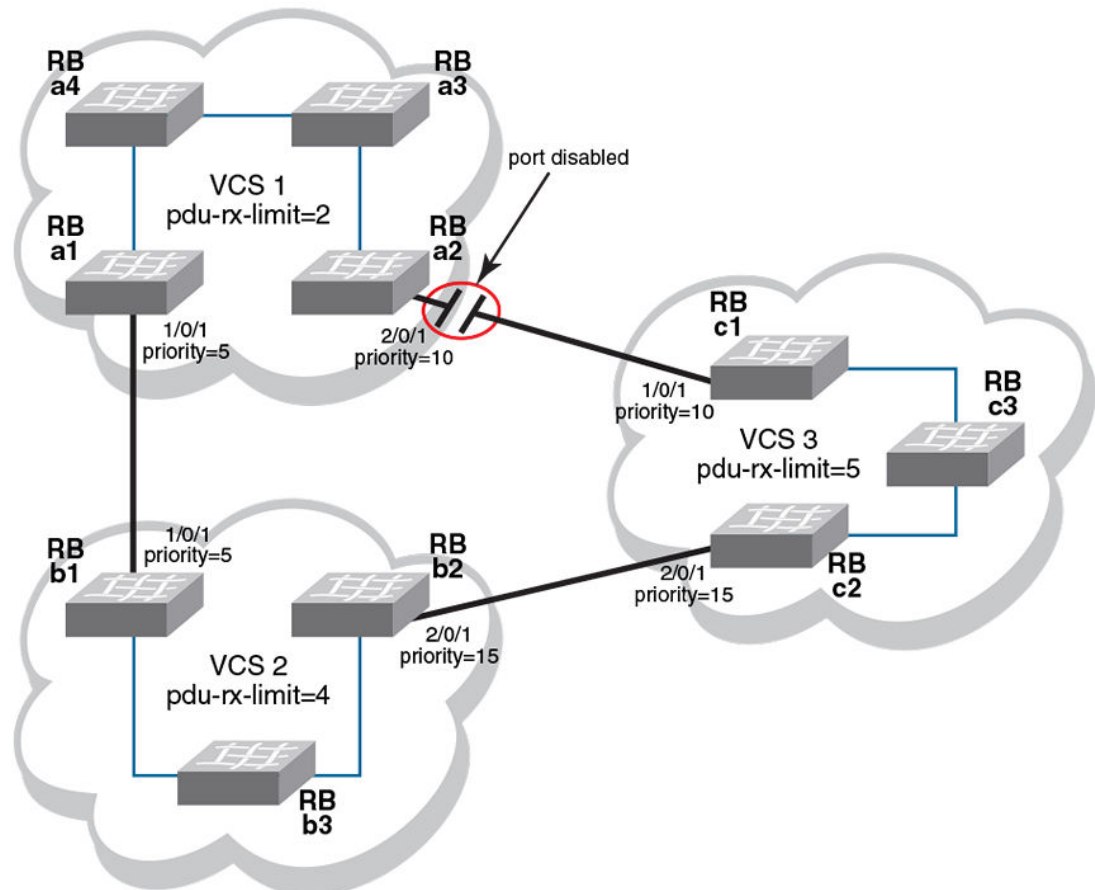 RB
a4
RB
a3
port disabled
VCS 1
pdu-rx-limit=2
RB
a1
RB
a2
1/0/1
priority=5
2/0/1
priority=10
RB
c1
RB
c3
1/0/1
priority=10
VCS 3
pdu-rx-limit=5
1/0/1
priority=5
RB
b1
RB
b2
2/0/1
priority=15
RB
c2
2/0/1
priority=15
VCS 2
pdu-rx-limit=4
RB
b3